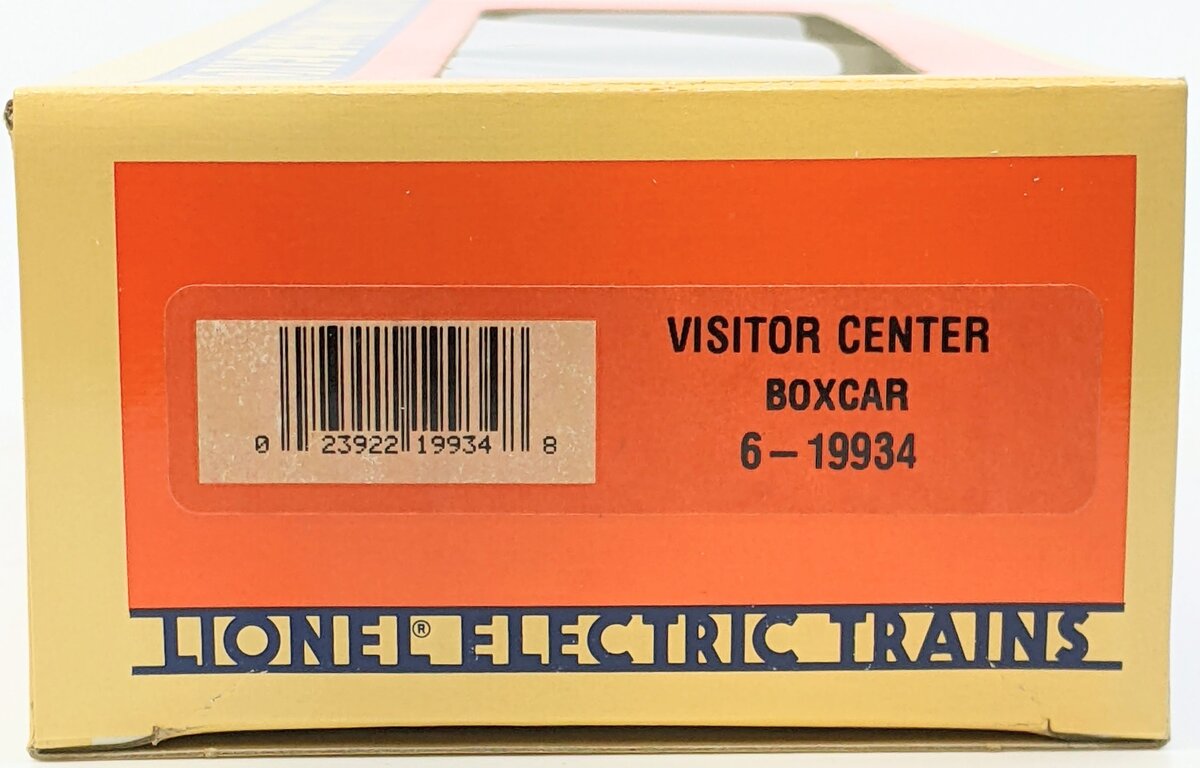 VISITOR CENTER
BOXCAR
6–19934
0 23922 19934 8
LIONEL® ELECTRIC TRAINS